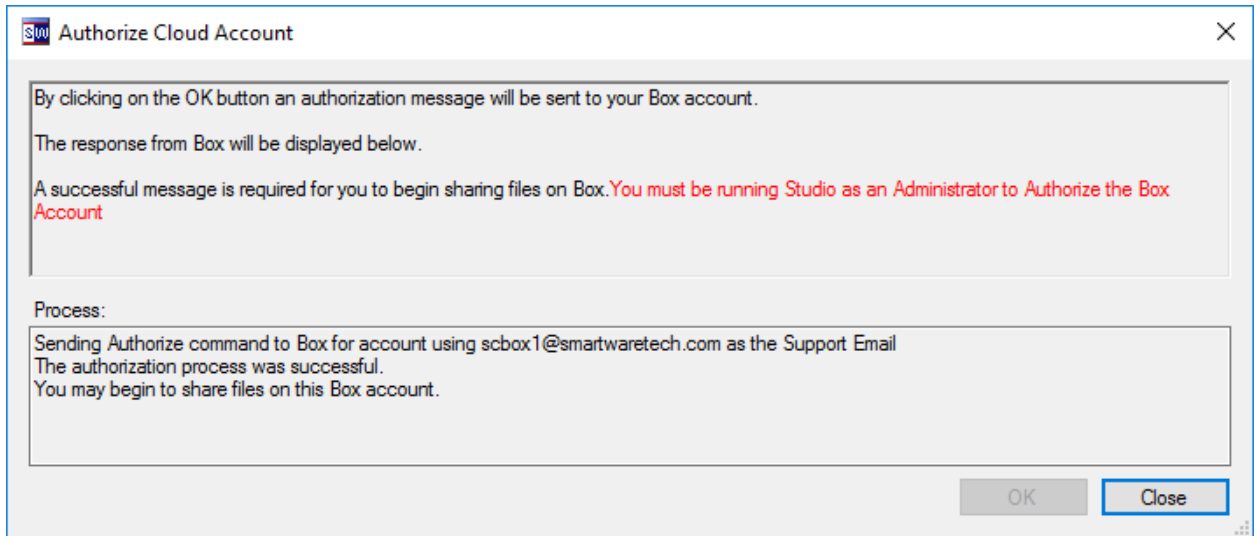 SW Authorize Cloud Account
By clicking on the OK button an authorization message will be sent to your Box account.
The response from Box will be displayed below.
A successful message is required for you to begin sharing files on Box.You must be running Studio as an Administrator to Authorize the Box
Account
Process:
Sending Authorize command to Box for account using scbox1@smartwaretech.com as the Support Email
The authorization process was successful.
You may begin to share files on this Box account.
OK Close